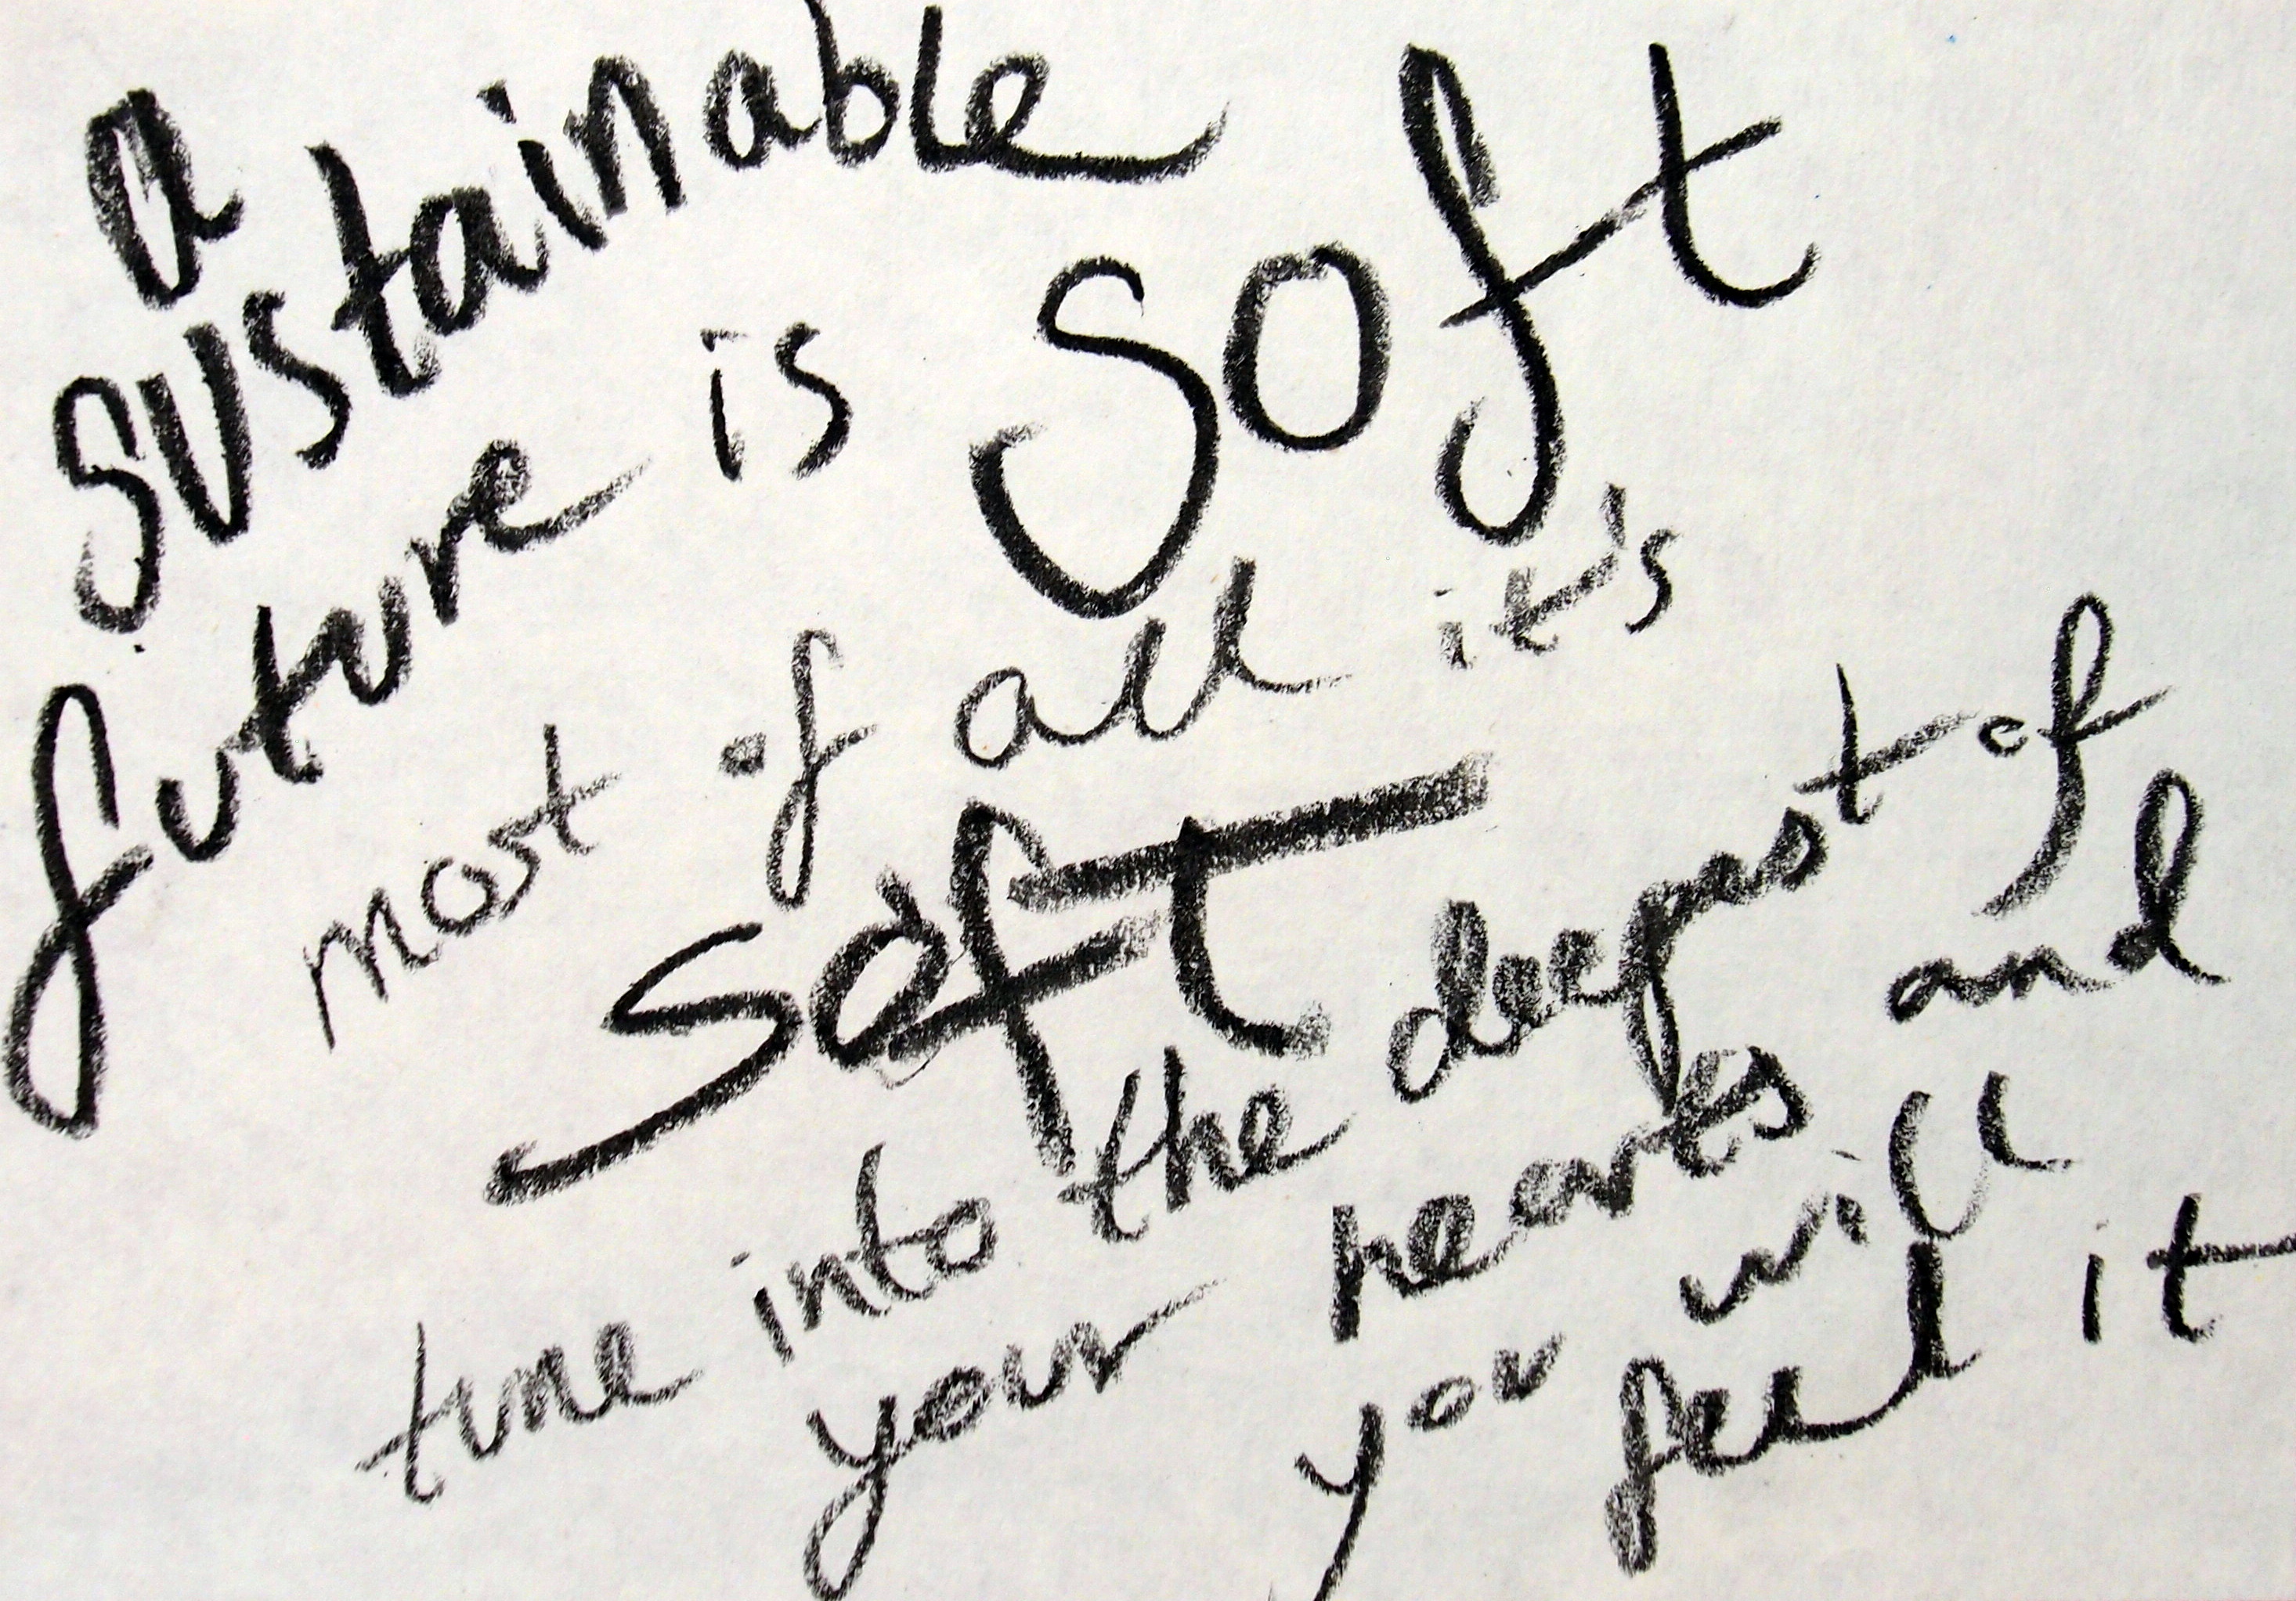 a
sustainable
future is soft
most of all it's
soft
tune into the deepest of
your hearts and
you will
feel it